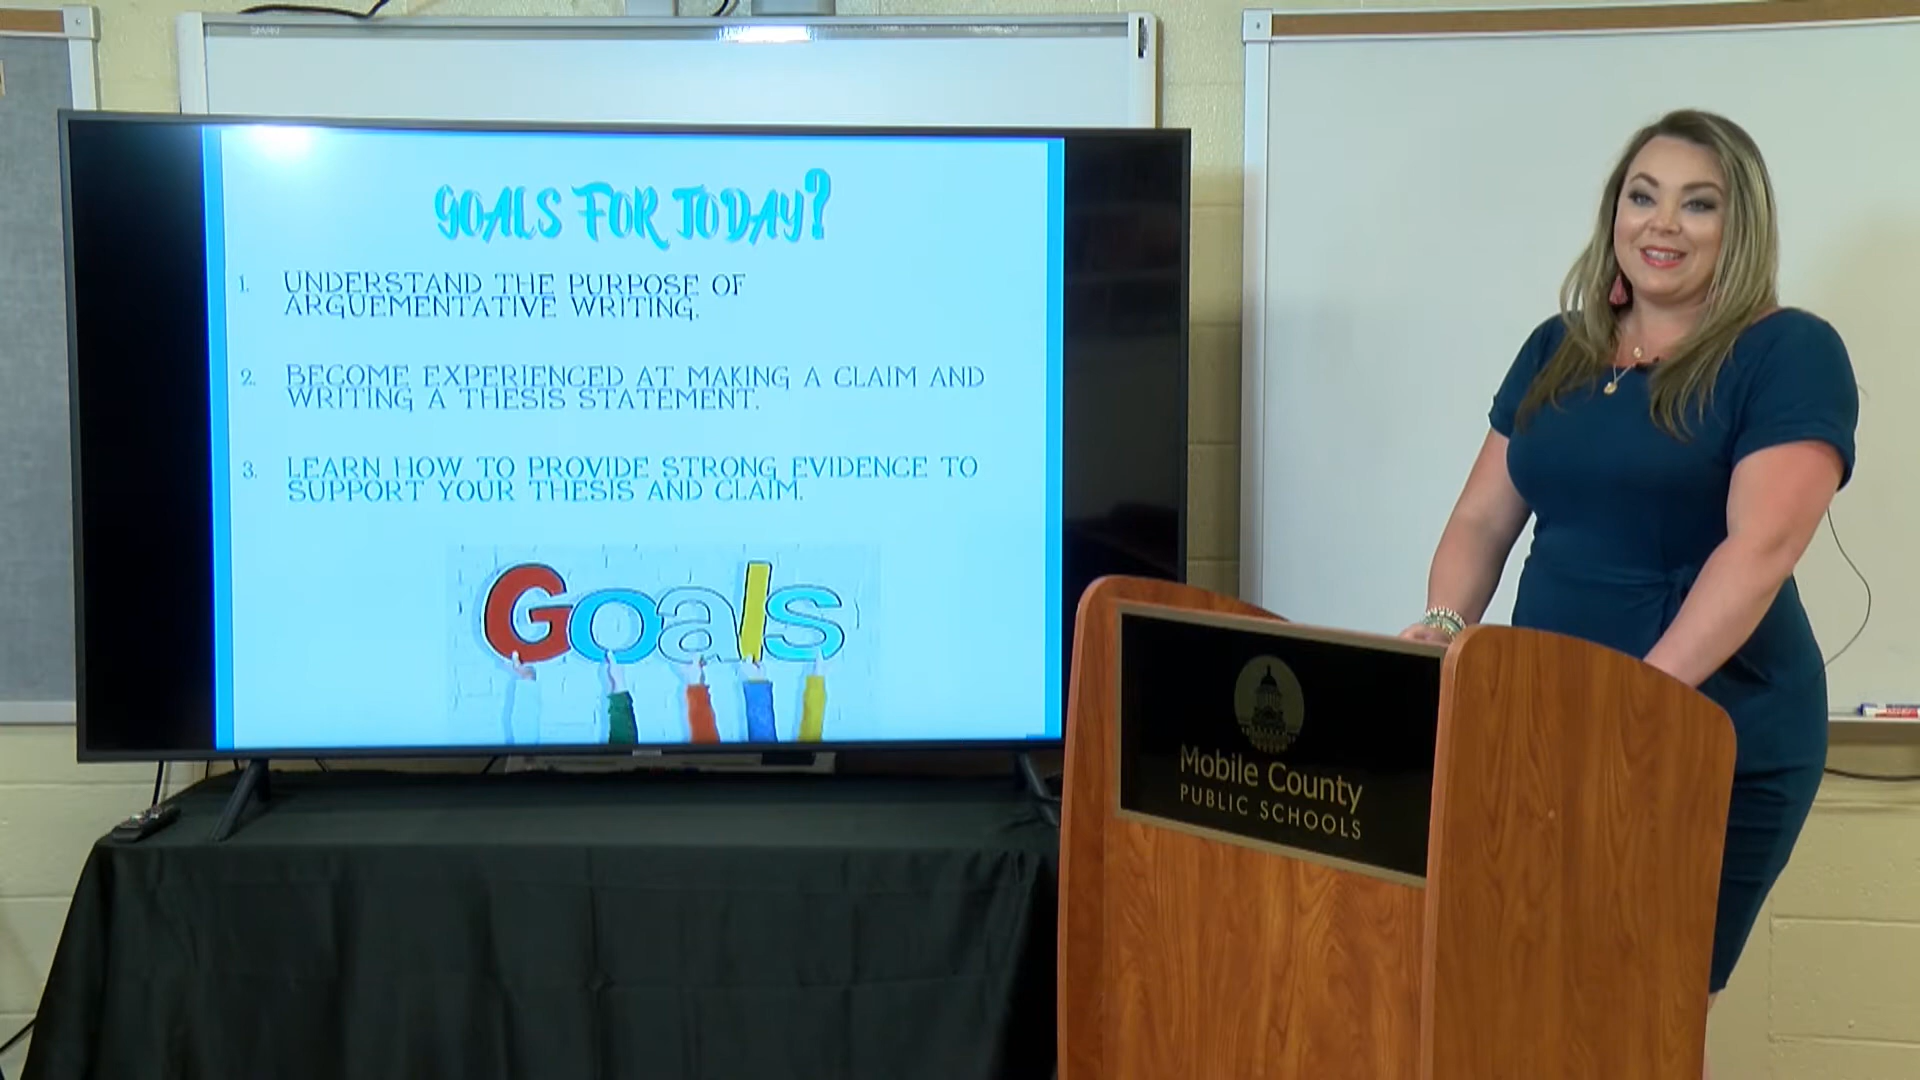 GOALS FOR TODAY?
1. UNDERSTAND THE PURPOSE OF
ARGUEMENTATIVE WRITING.
2. BECOME EXPERIENCED AT MAKING A CLAIM AND
WRITING A THESIS STATEMENT.
3. LEARN HOW TO PROVIDE STRONG EVIDENCE TO
SUPPORT YOUR THESIS AND CLAIM.
Goals
Mobile County
PUBLIC SCHOOLS